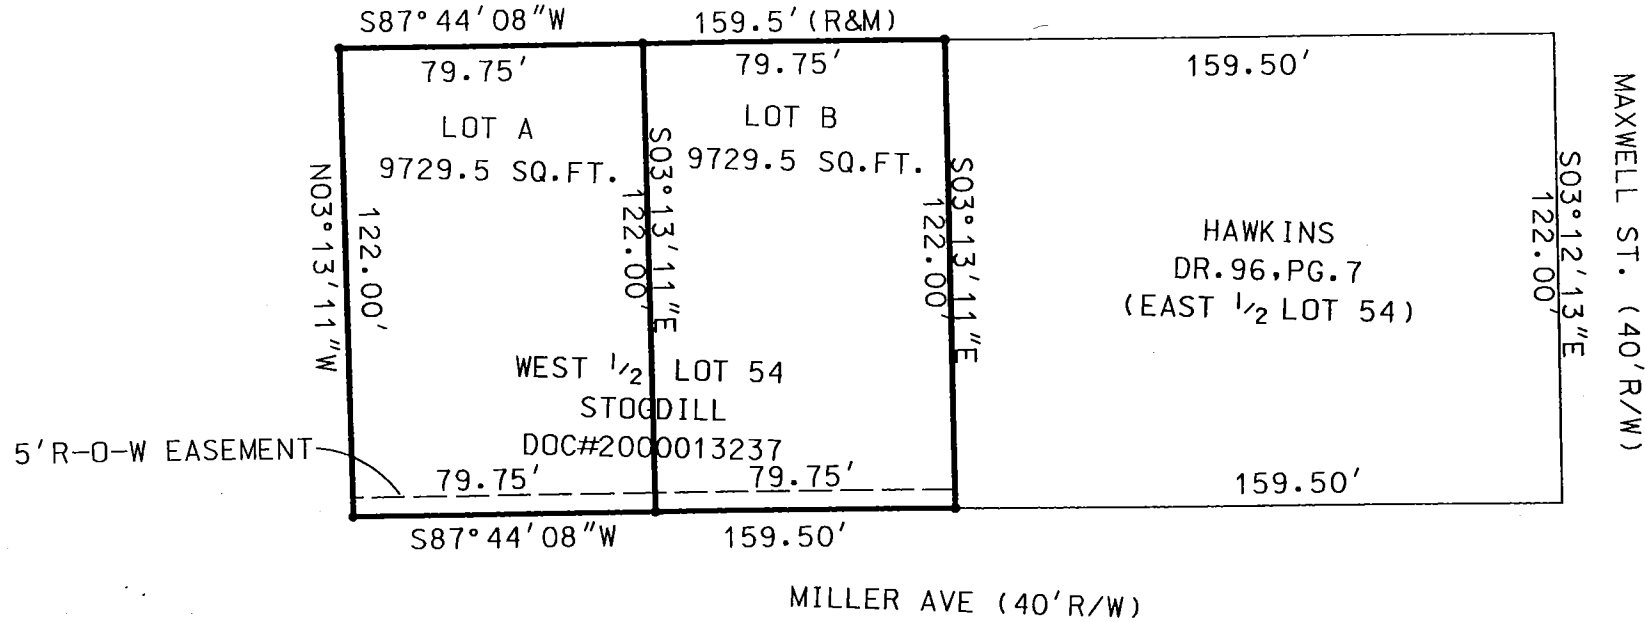 S87°44'08"W 159.5' (R&M)
79.75' 79.75' 159.50'
LOT A
9729.5 SQ.FT.
LOT B
9729.5 SQ.FT.
N03°13'11"W
122.00'
S03°13'11"E
122.00'
S03°13'11"E
122.00'
HAWKINS
DR.96,PG.7
(EAST 1/2 LOT 54)
S03°12'13"E
122.00'
MAXWELL ST. (40'R/W)
WEST 1/2 LOT 54
STOGDILL
DOC#2000013237
5'R-O-W EASEMENT
79.75' 79.75' 159.50'
S87°44'08"W 159.50'
MILLER AVE (40'R/W)